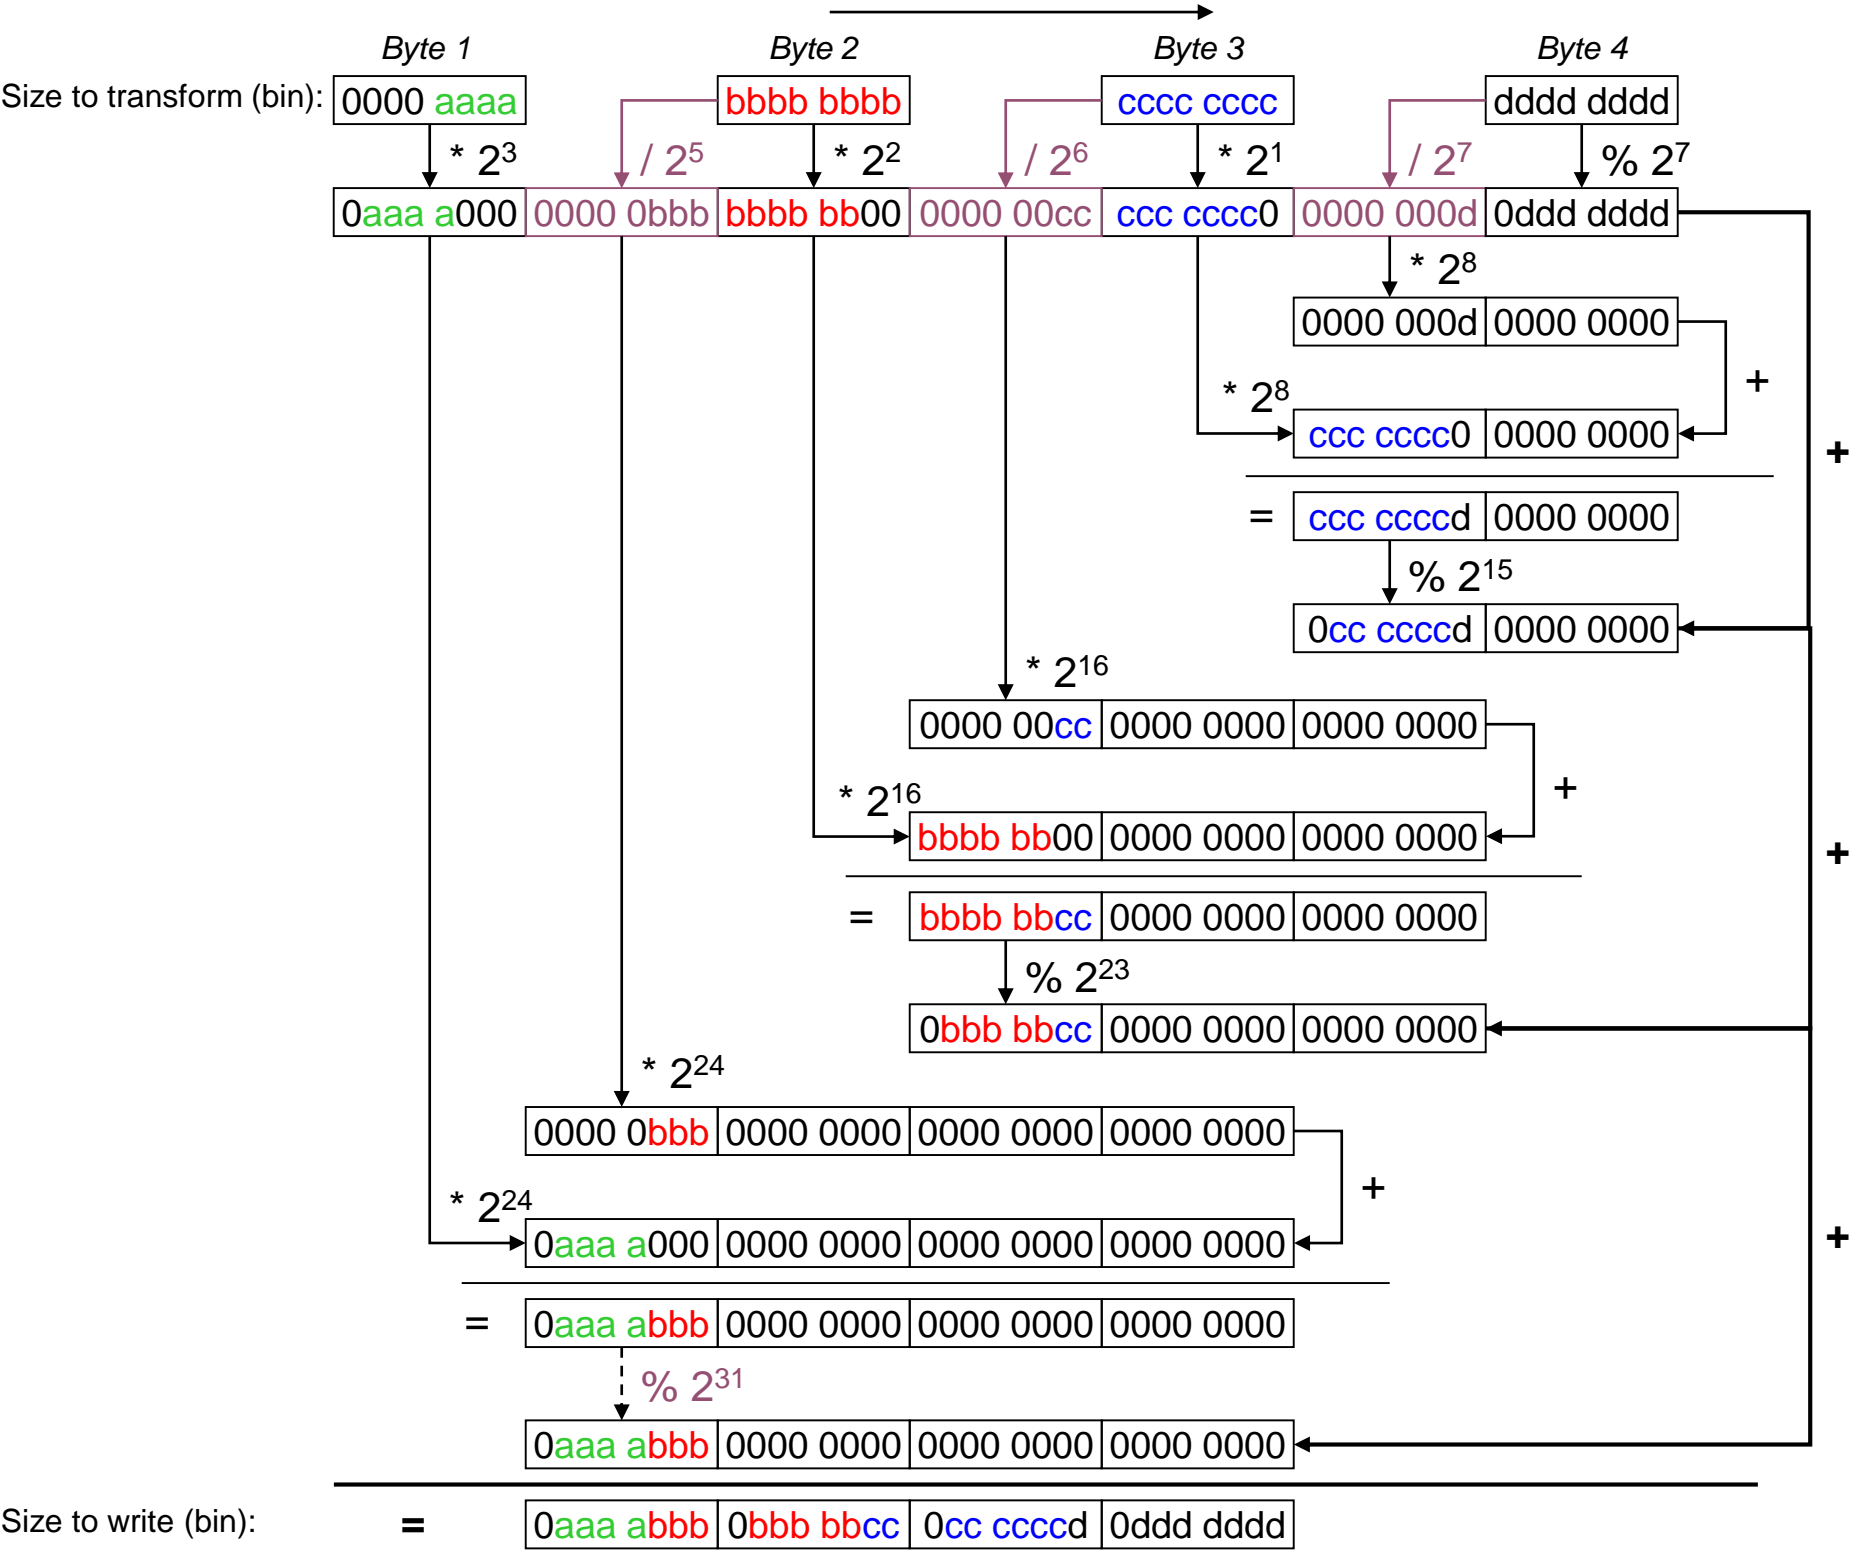 Byte 1 Byte 2 Byte 3 Byte 4
Size to transform (bin): 0000 aaaa bbbb bbbb cccc cccc dddd dddd
* 2³ / 2⁵ * 2² / 2⁶ * 2¹ / 2⁷ % 2⁷
0aaa a000 0000 0bbb bbbb bb00 0000 00cc ccc cccc0 0000 000d 0ddd dddd
* 2⁸
0000 000d 0000 0000
* 2⁸ +
ccc cccc0 0000 0000
+
= ccc ccccd 0000 0000
% 2¹⁵
0cc ccccd 0000 0000
* 2¹⁶
0000 00cc 0000 0000 0000 0000
* 2¹⁶ +
bbbb bb00 0000 0000 0000 0000
+
= bbbb bbcc 0000 0000 0000 0000
% 2²³
0bbb bbcc 0000 0000 0000 0000
* 2²⁴
0000 0bbb 0000 0000 0000 0000 0000 0000
* 2²⁴ +
0aaa a000 0000 0000 0000 0000 0000 0000
+
= 0aaa abbb 0000 0000 0000 0000 0000 0000
% 2³¹
0aaa abbb 0000 0000 0000 0000 0000 0000
Size to write (bin): = 0aaa abbb 0bbb bbcc 0cc ccccd 0ddd dddd